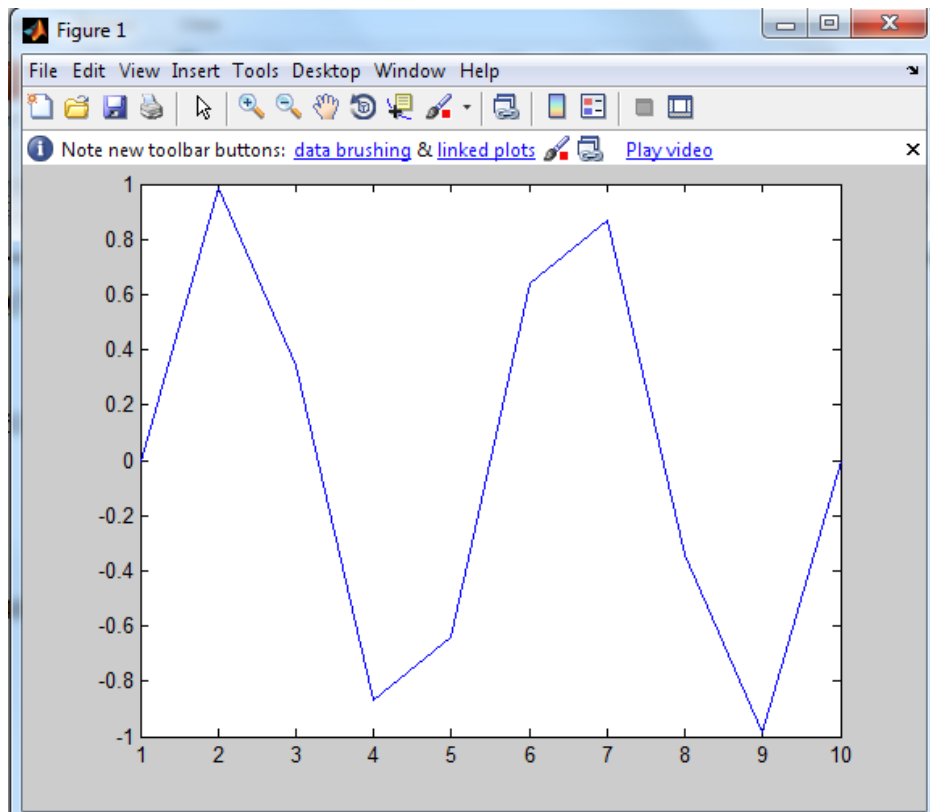 Figure 1
File Edit View Insert Tools Desktop Window Help
Note new toolbar buttons: data brushing & linked plots Play video
1
0.8
0.6
0.4
0.2
0
-0.2
-0.4
-0.6
-0.8
-1
1 2 3 4 5 6 7 8 9 10